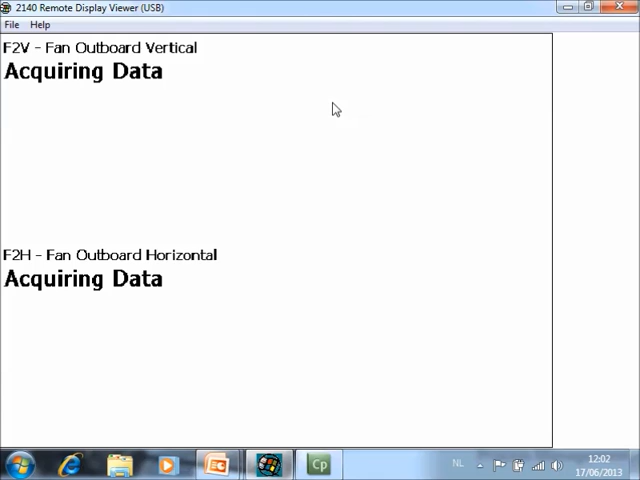 2140 Remote Display Viewer (USB)
File Help
F2V - Fan Outboard Vertical
Acquiring Data
F2H - Fan Outboard Horizontal
Acquiring Data
Cp
NL
12:02
17/06/2013